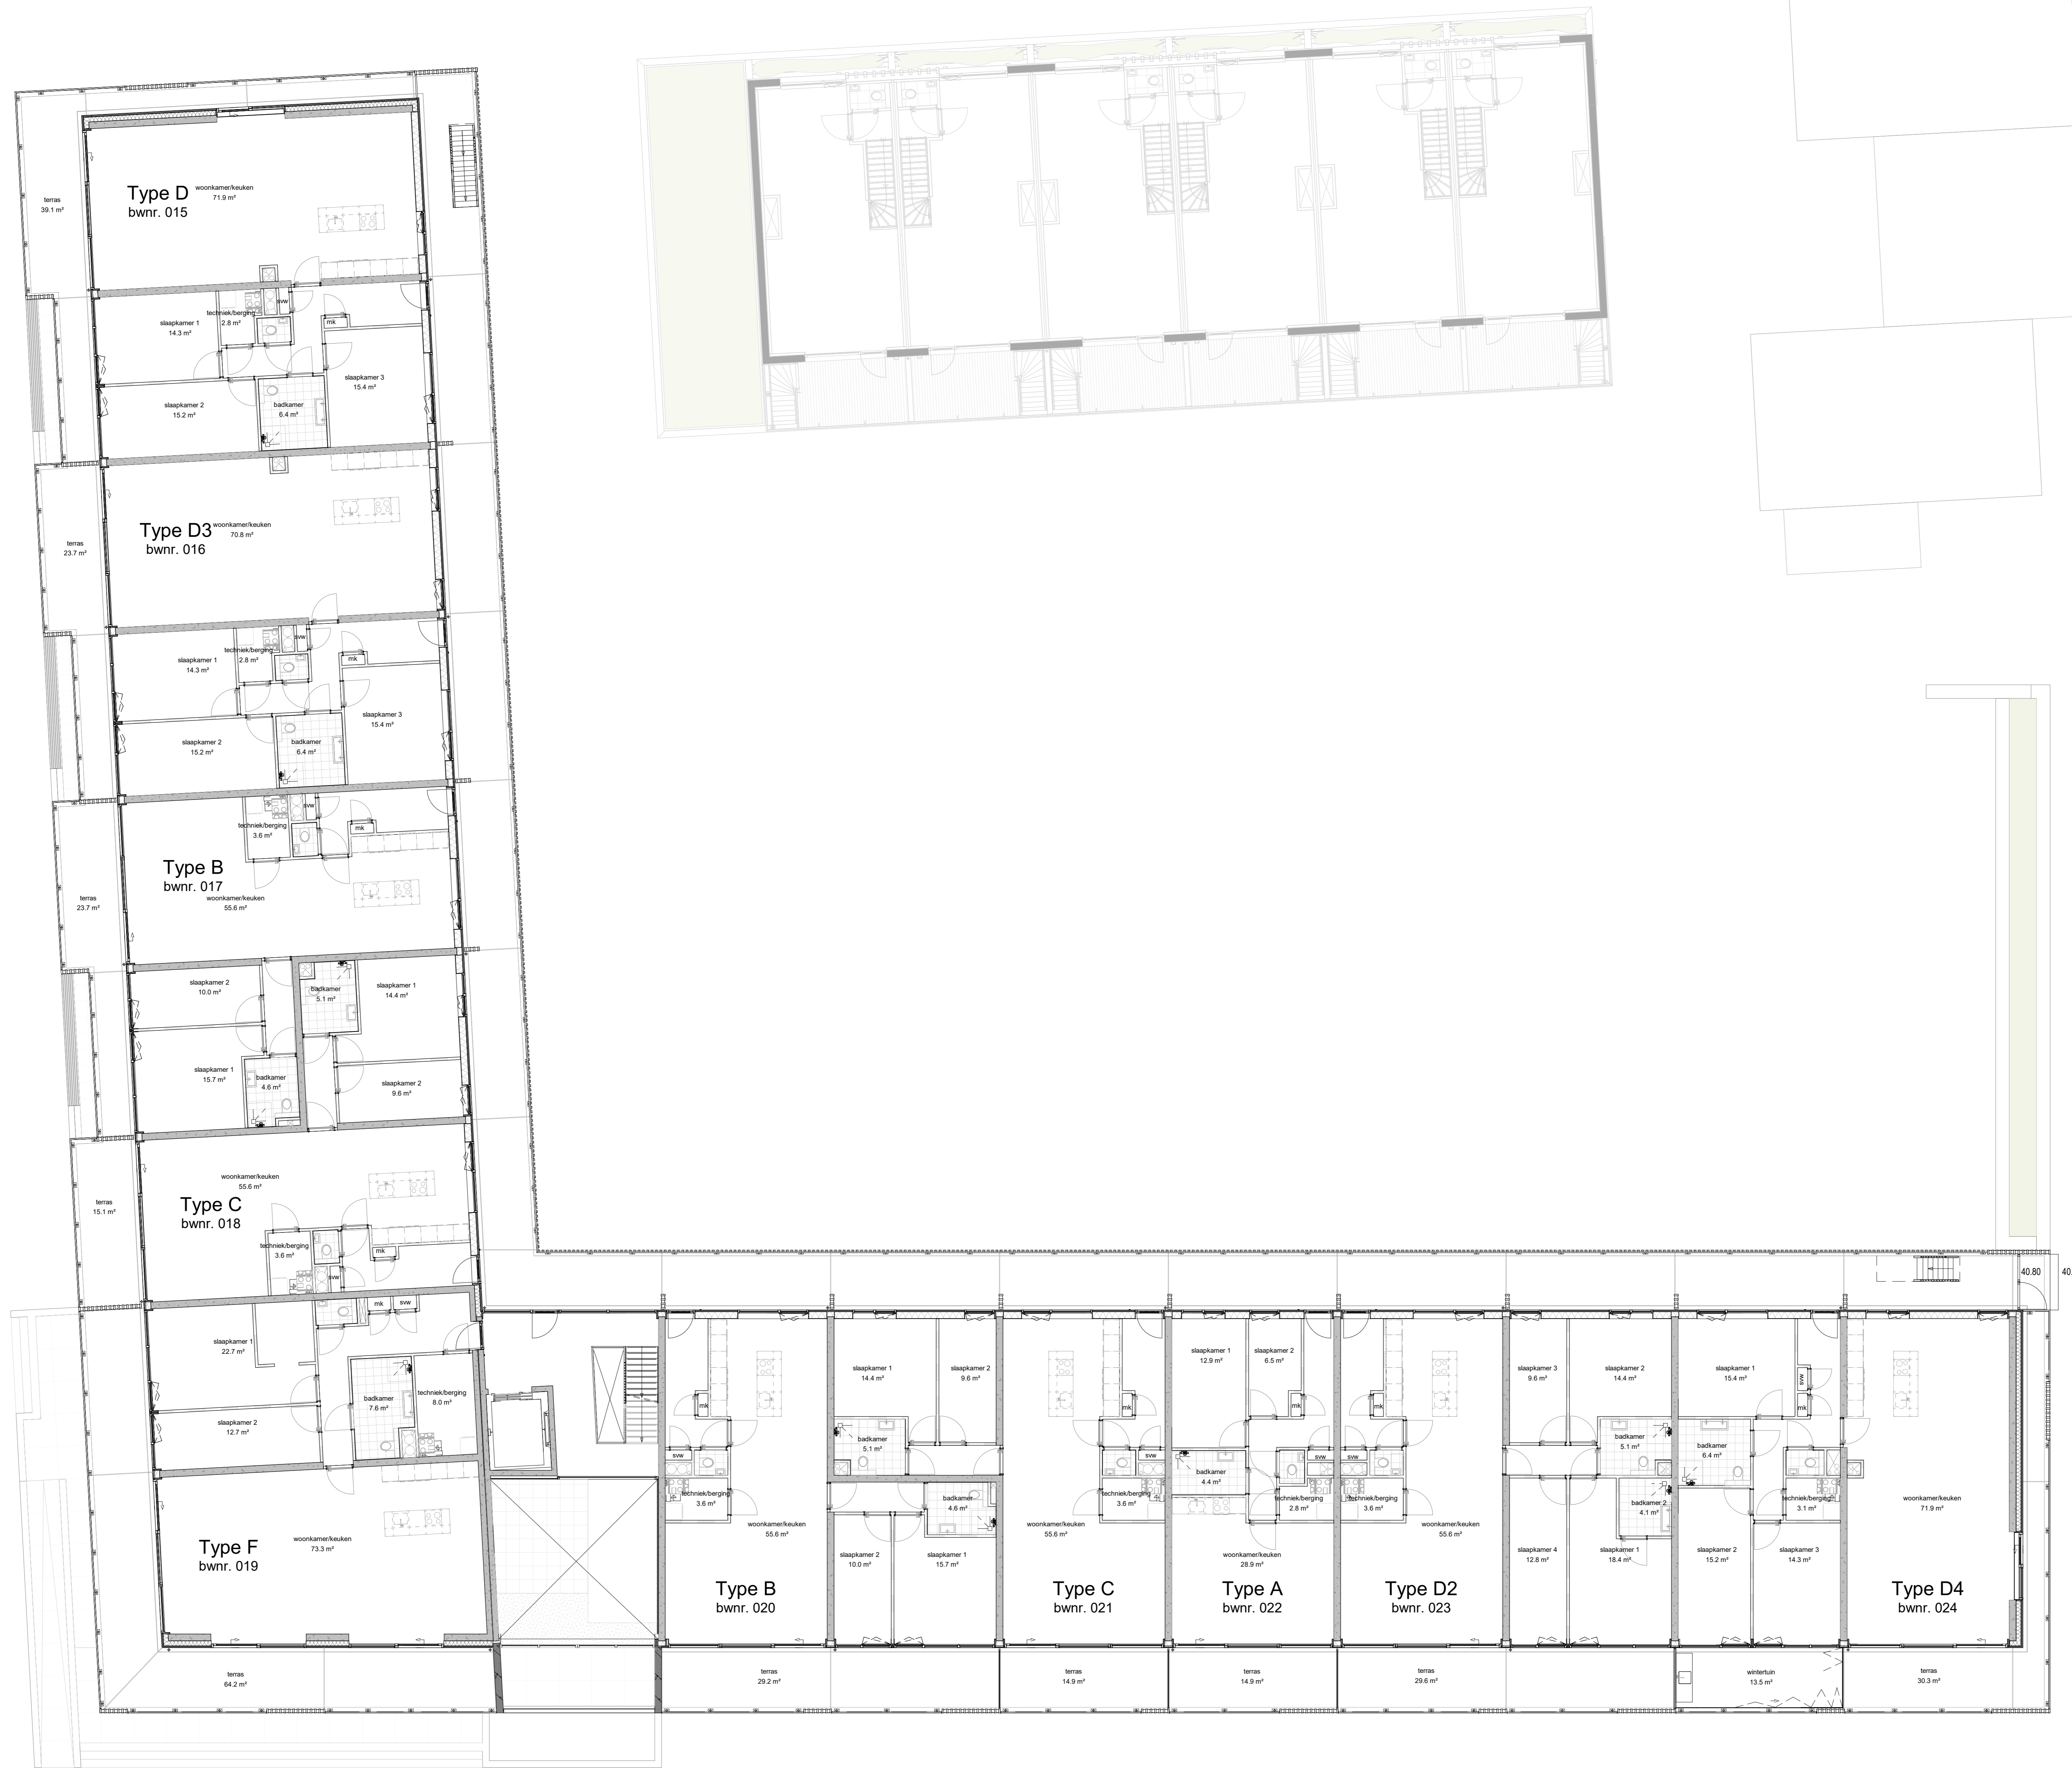 Type D
bwnr. 015
woonkamer/keuken
71.9 m²
terras
39.1 m²
slaapkamer 1
14.3 m²
techniek/berging
2.8 m²
svw
mk
slaapkamer 3
15.4 m²
slaapkamer 2
15.2 m²
badkamer
6.4 m²
Type D3
bwnr. 016
woonkamer/keuken
70.8 m²
terras
23.7 m²
slaapkamer 1
14.3 m²
techniek/berging
2.8 m²
svw
mk
slaapkamer 3
15.4 m²
slaapkamer 2
15.2 m²
badkamer
6.4 m²
techniek/berging
3.6 m²
svw
mk
Type B
bwnr. 017
woonkamer/keuken
55.6 m²
terras
23.7 m²
slaapkamer 2
10.0 m²
badkamer
5.1 m²
slaapkamer 1
14.4 m²
slaapkamer 1
15.7 m²
badkamer
4.6 m²
slaapkamer 2
9.6 m²
woonkamer/keuken
55.6 m²
Type C
bwnr. 018
terras
15.1 m²
techniek/berging
3.6 m²
mk
svw
mk
svw
slaapkamer 1
22.7 m²
badkamer
7.6 m²
techniek/berging
8.0 m²
slaapkamer 2
12.7 m²
Type F
bwnr. 019
woonkamer/keuken
73.3 m²
terras
64.2 m²
mk
svw
techniek/berging
3.6 m²
woonkamer/keuken
55.6 m²
Type B
bwnr. 020
terras
29.2 m²
slaapkamer 1
14.4 m²
slaapkamer 2
9.6 m²
badkamer
5.1 m²
badkamer
4.6 m²
slaapkamer 2
10.0 m²
slaapkamer 1
15.7 m²
mk
svw
techniek/berging
3.6 m²
woonkamer/keuken
55.6 m²
Type C
bwnr. 021
terras
14.9 m²
slaapkamer 1
12.9 m²
slaapkamer 2
6.5 m²
mk
svw
badkamer
4.4 m²
techniek/berging
2.8 m²
woonkamer/keuken
28.9 m²
Type A
bwnr. 022
terras
14.9 m²
mk
svw
techniek/berging
3.6 m²
woonkamer/keuken
55.6 m²
Type D2
bwnr. 023
terras
29.6 m²
slaapkamer 3
9.6 m²
slaapkamer 2
14.4 m²
badkamer
5.1 m²
badkamer 2
4.1 m²
slaapkamer 4
12.8 m²
slaapkamer 1
18.4 m²
slaapkamer 1
15.4 m²
svw
mk
badkamer
6.4 m²
techniek/berging
3.1 m²
slaapkamer 2
15.2 m²
slaapkamer 3
14.3 m²
wintertuin
13.5 m²
woonkamer/keuken
71.9 m²
Type D4
bwnr. 024
terras
30.3 m²
40.80
40.